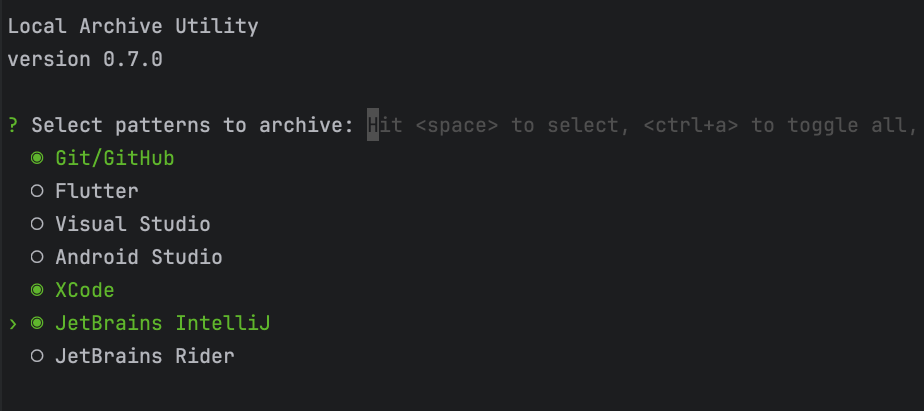 Local Archive Utility
version 0.7.0
? Select patterns to archive: Hit <space> to select, <ctrl+a> to toggle all,
◉ Git/GitHub
○ Flutter
○ Visual Studio
○ Android Studio
◉ XCode
› ◉ JetBrains IntelliJ
○ JetBrains Rider